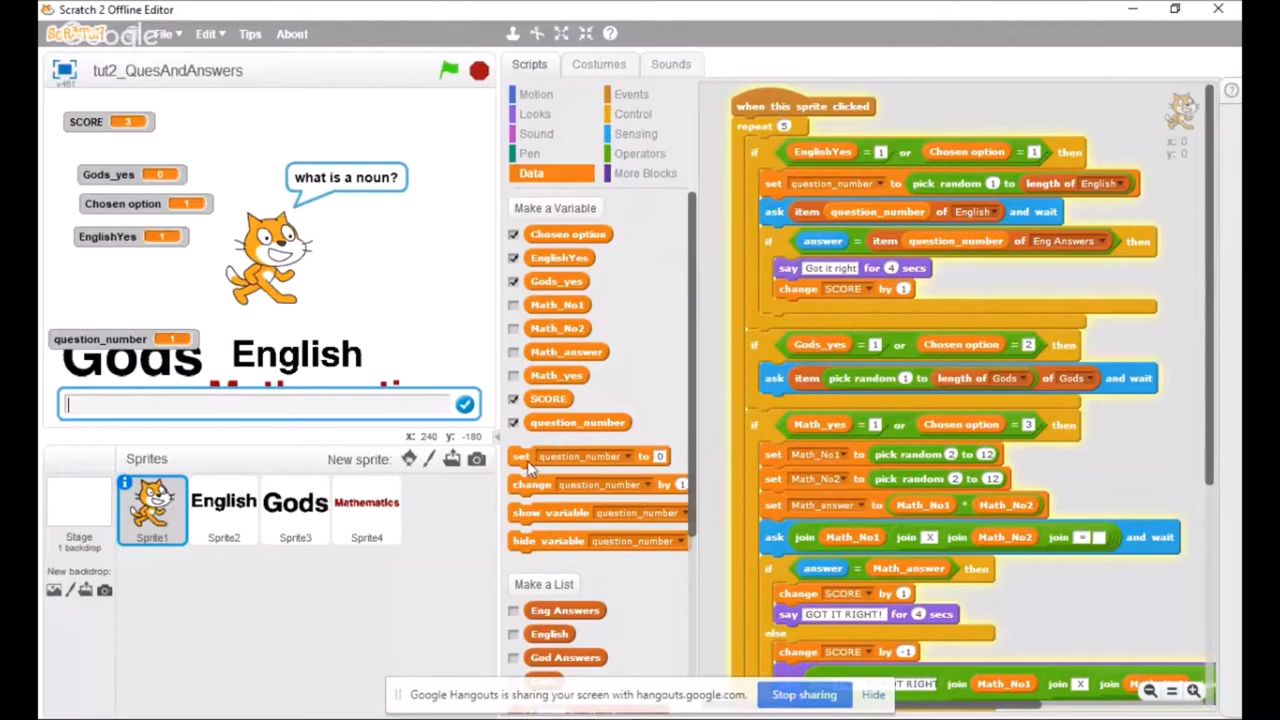 Scratch 2 Offline Editor
SCRATCH Google File Edit Tips About
tut2_QuesAndAnswers
v461
SCORE 3
Gods_yes 0
Chosen option 1
EnglishYes 1
what is a noun?
question_number 1
Gods English
x: 240 y: -180
Sprites New sprite:
Stage
1 backdrop
New backdrop:
English
Gods
Mathematics
Sprite1 Sprite2 Sprite3 Sprite4
Scripts Costumes Sounds
Motion Events
Looks Control
Sound Sensing
Pen Operators
Data More Blocks
Make a Variable
Chosen option
EnglishYes
Gods_yes
Math_No1
Math_No2
Math_answer
Math_yes
SCORE
question_number
set question_number to 0
change question_number by 1
show variable question_number
hide variable question_number
Make a List
Eng Answers
English
God Answers
when this sprite clicked
repeat 5
if EnglishYes = 1 or Chosen option = 1 then
set question_number to pick random 1 to length of English
ask item question_number of English and wait
if answer = item question_number of Eng Answers then
say Got it right for 4 secs
change SCORE by 1
if Gods_yes = 1 or Chosen option = 2 then
ask item pick random 1 to length of Gods of Gods and wait
if Math_yes = 1 or Chosen option = 3 then
set Math_No1 to pick random 2 to 12
set Math_No2 to pick random 2 to 12
set Math_answer to Math_No1 * Math_No2
ask join Math_No1 join X join Math_No2 join = and wait
if answer = Math_answer then
change SCORE by 1
say GOT IT RIGHT! for 4 secs
else
change SCORE by -1
RIGHT join Math_No1 join X join
x: 0
y: 0
Google Hangouts is sharing your screen with hangouts.google.com. Stop sharing Hide